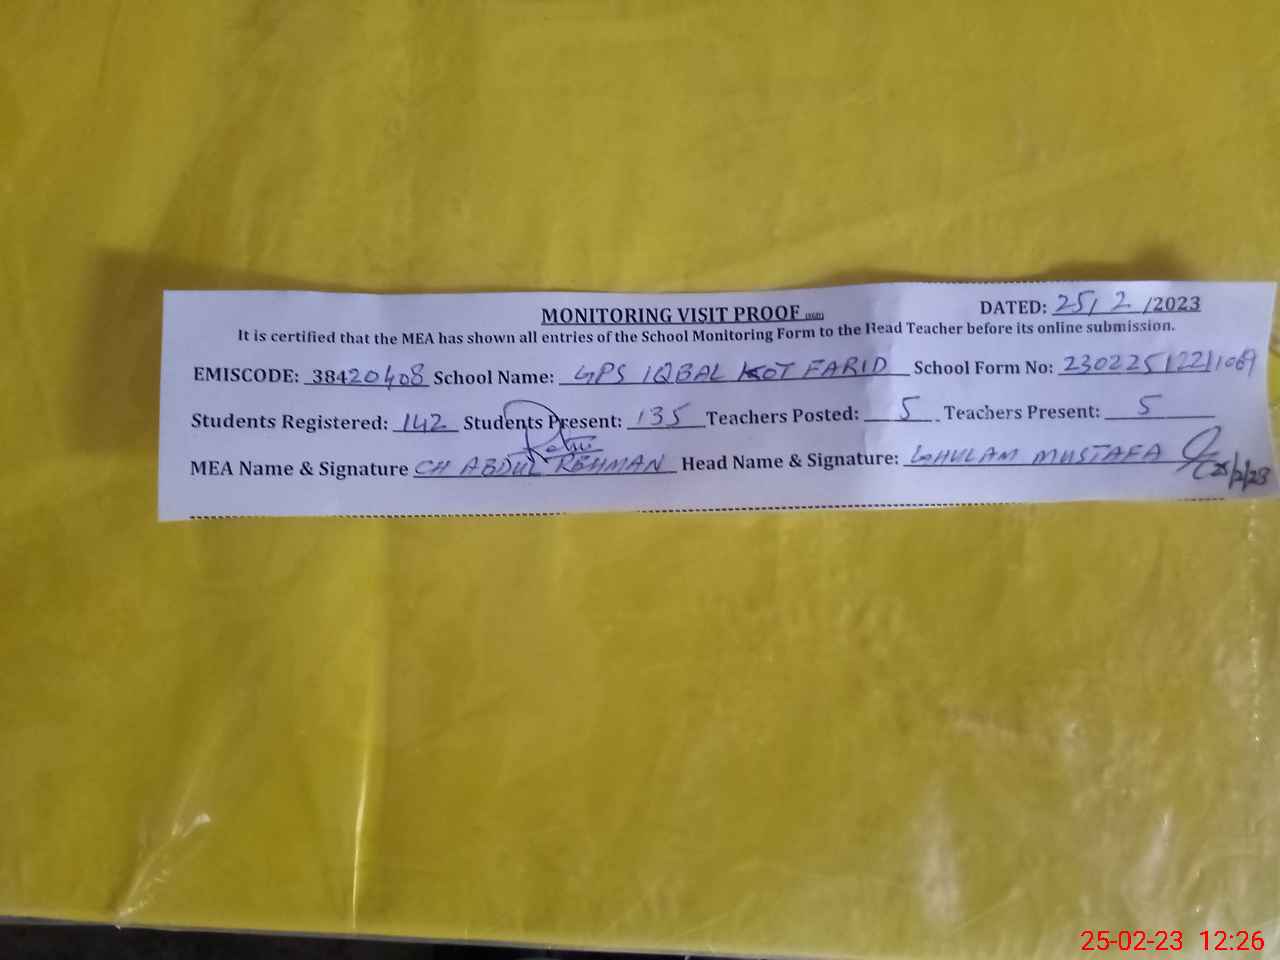 MONITORING VISIT PROOF DATED: 25/2/2023
It is certified that the MEA has shown all entries of the School Monitoring Form to the Head Teacher before its online submission.
EMISCODE: 38420408 School Name: GPS IQBAL KOT FARID School Form No:
Students Registered: 142 Students Present: 135 Teachers Posted: 5 Teachers Present: 5
MEA Name & Signature CH ABDUL REHMAN Head Name & Signature: GHULAM MUSTAFA 25/2/23
25-02-23 12:26